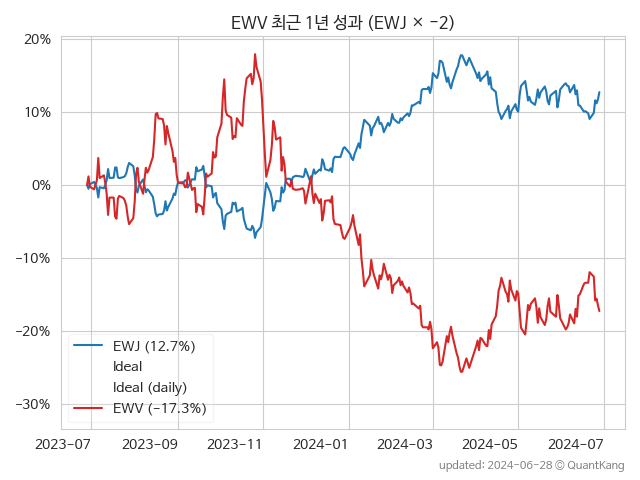 EWV 최근 1년 성과 (EWJ × −2)
20%
10%
0%
−10%
−20%
−30%
EWJ (12.7%)
Ideal
Ideal (daily)
EWV (−17.3%)
2023-07 2023-09 2023-11 2024-01 2024-03 2024-05 2024-07
updated: 2024-06-28 © QuantKang